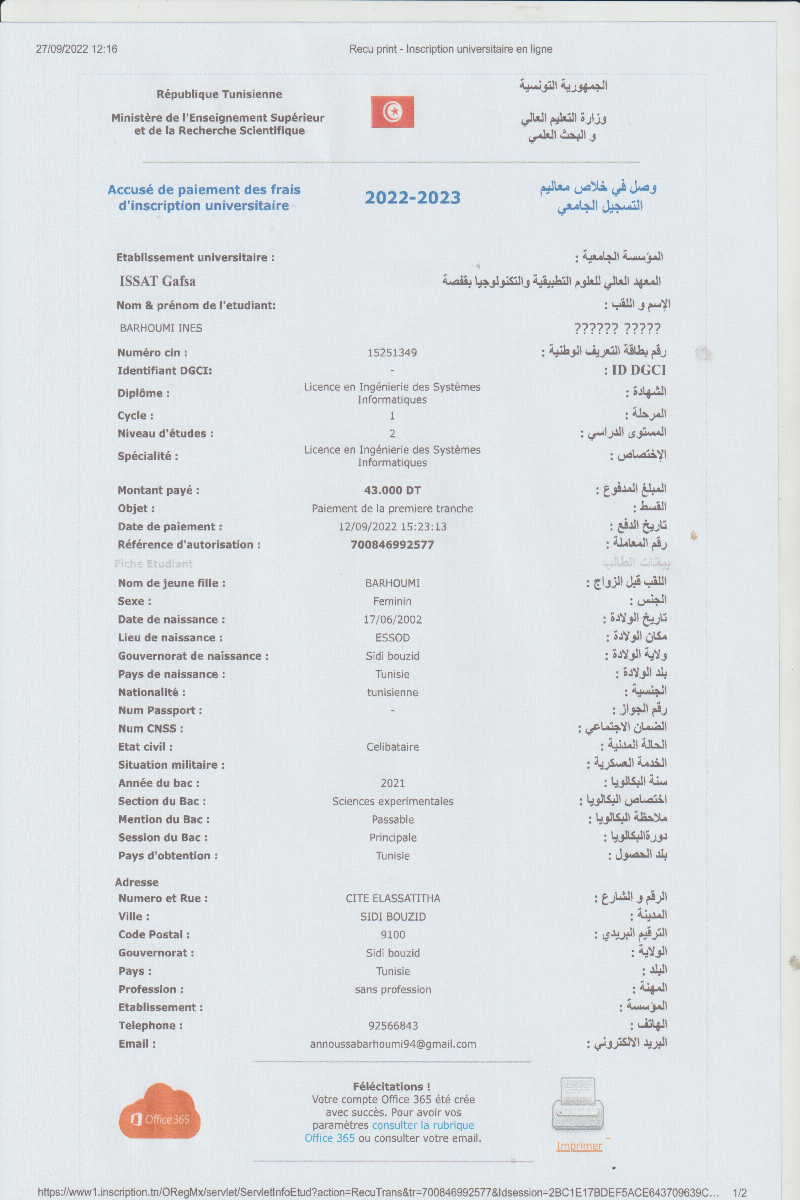 27/09/2022 12:16 Recu print - Inscription universitaire en ligne
République Tunisienne الجمهورية التونسية
Ministère de l'Enseignement Supérieur وزارة التعليم العالي
et de la Recherche Scientifique و البحث العلمي
Accusé de paiement des frais 2022-2023 وصل في خلاص معاليم
d'inscription universitaire التسجيل الجامعي
Etablissement universitaire : المؤسسة الجامعية :
ISSAT Gafsa المعهد العالي للعلوم التطبيقية والتكنولوجيا بقفصة
Nom & prénom de l'etudiant: الإسم و اللقب :
BARHOUMI INES ?????? ?????
Numéro cin : 15251349 رقم بطاقة التعريف الوطنية :
Identifiant DGCI: - ID DGCI :
Diplôme : Licence en Ingénierie des Systèmes Informatiques الشهادة :
Cycle : 1 المرحلة :
Niveau d'études : 2 المستوى الدراسي :
Spécialité : Licence en Ingénierie des Systèmes Informatiques الإختصاص :
Montant payé : 43.000 DT المبلغ المدفوع :
Objet : Paiement de la premiere tranche القسط :
Date de paiement : 12/09/2022 15:23:13 تاريخ الدفع :
Référence d'autorisation : 700846992577 رقم المعاملة :
Fiche Etudiant بيانات الطالب
Nom de jeune fille : BARHOUMI اللقب قبل الزواج :
Sexe : Feminin الجنس :
Date de naissance : 17/06/2002 تاريخ الولادة :
Lieu de naissance : ESSOD مكان الولادة :
Gouvernorat de naissance : Sidi bouzid ولاية الولادة :
Pays de naissance : Tunisie بلد الولادة :
Nationalité : tunisienne الجنسية :
Num Passport : - رقم الجواز :
Num CNSS : الضمان الاجتماعي :
Etat civil : Celibataire الحالة المدنية :
Situation militaire : الخدمة العسكرية :
Année du bac : 2021 سنة البكالويا :
Section du Bac : Sciences experimentales اختصاص البكالويا :
Mention du Bac : Passable ملاحظة البكالويا :
Session du Bac : Principale دورةالبكالويا :
Pays d'obtention : Tunisie بلد الحصول :
Adresse
Numero et Rue : CITE ELASSATITHA الرقم و الشارع :
Ville : SIDI BOUZID المدينة :
Code Postal : 9100 الترقيم البريدي :
Gouvernorat : Sidi bouzid الولاية :
Pays : Tunisie البلد :
Profession : sans profession المهنة :
Etablissement : المؤسسة :
Telephone : 92566843 الهاتف :
Email : annoussabarhoumi94@gmail.com البريد الالكتروني :
Félécitations !
Votre compte Office 365 été crée
avec succès. Pour avoir vos
paramètres consulter la rubrique
Office 365 ou consulter votre email.
Office 365
Imprimer
https://www1.inscription.tn/ORegMx/servlet/ServletInfoEtud?action=RecuTrans&tr=700846992577&Idsession=2BC1E17BDEF5ACE643709639C... 1/2